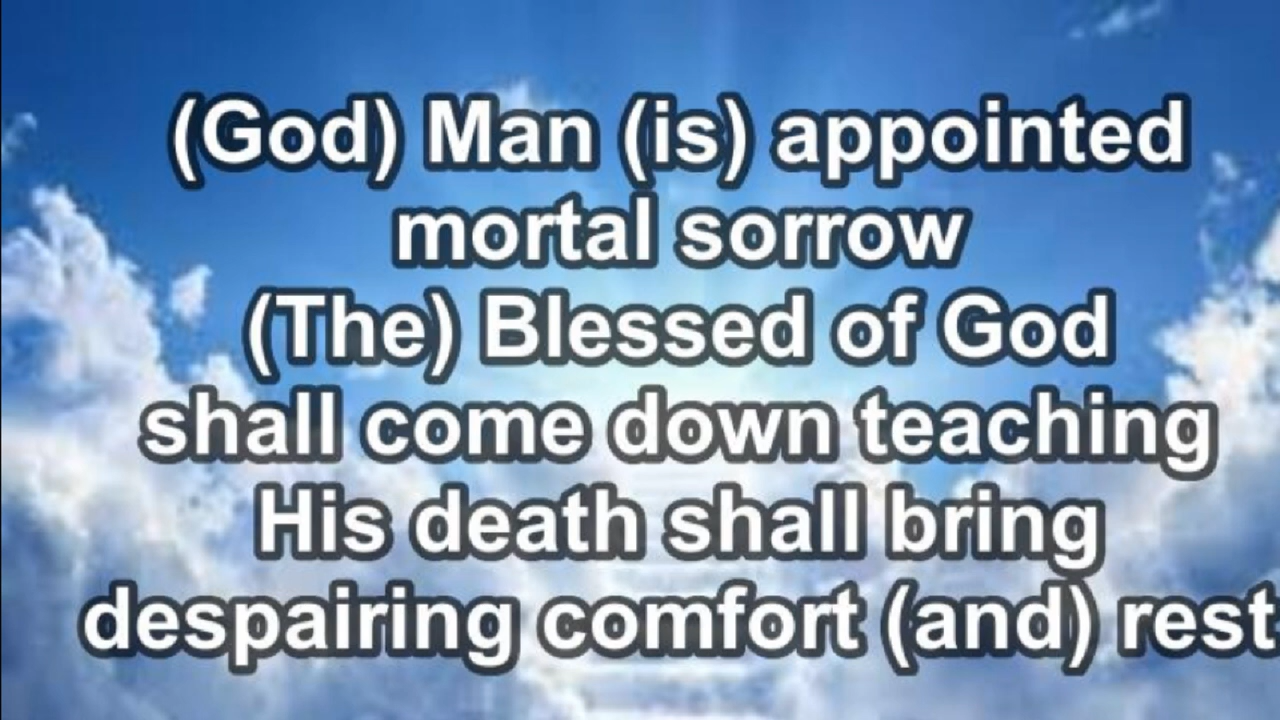 (God) Man (is) appointed
mortal sorrow
(The) Blessed of God
shall come down teaching
His death shall bring
despairing comfort (and) rest